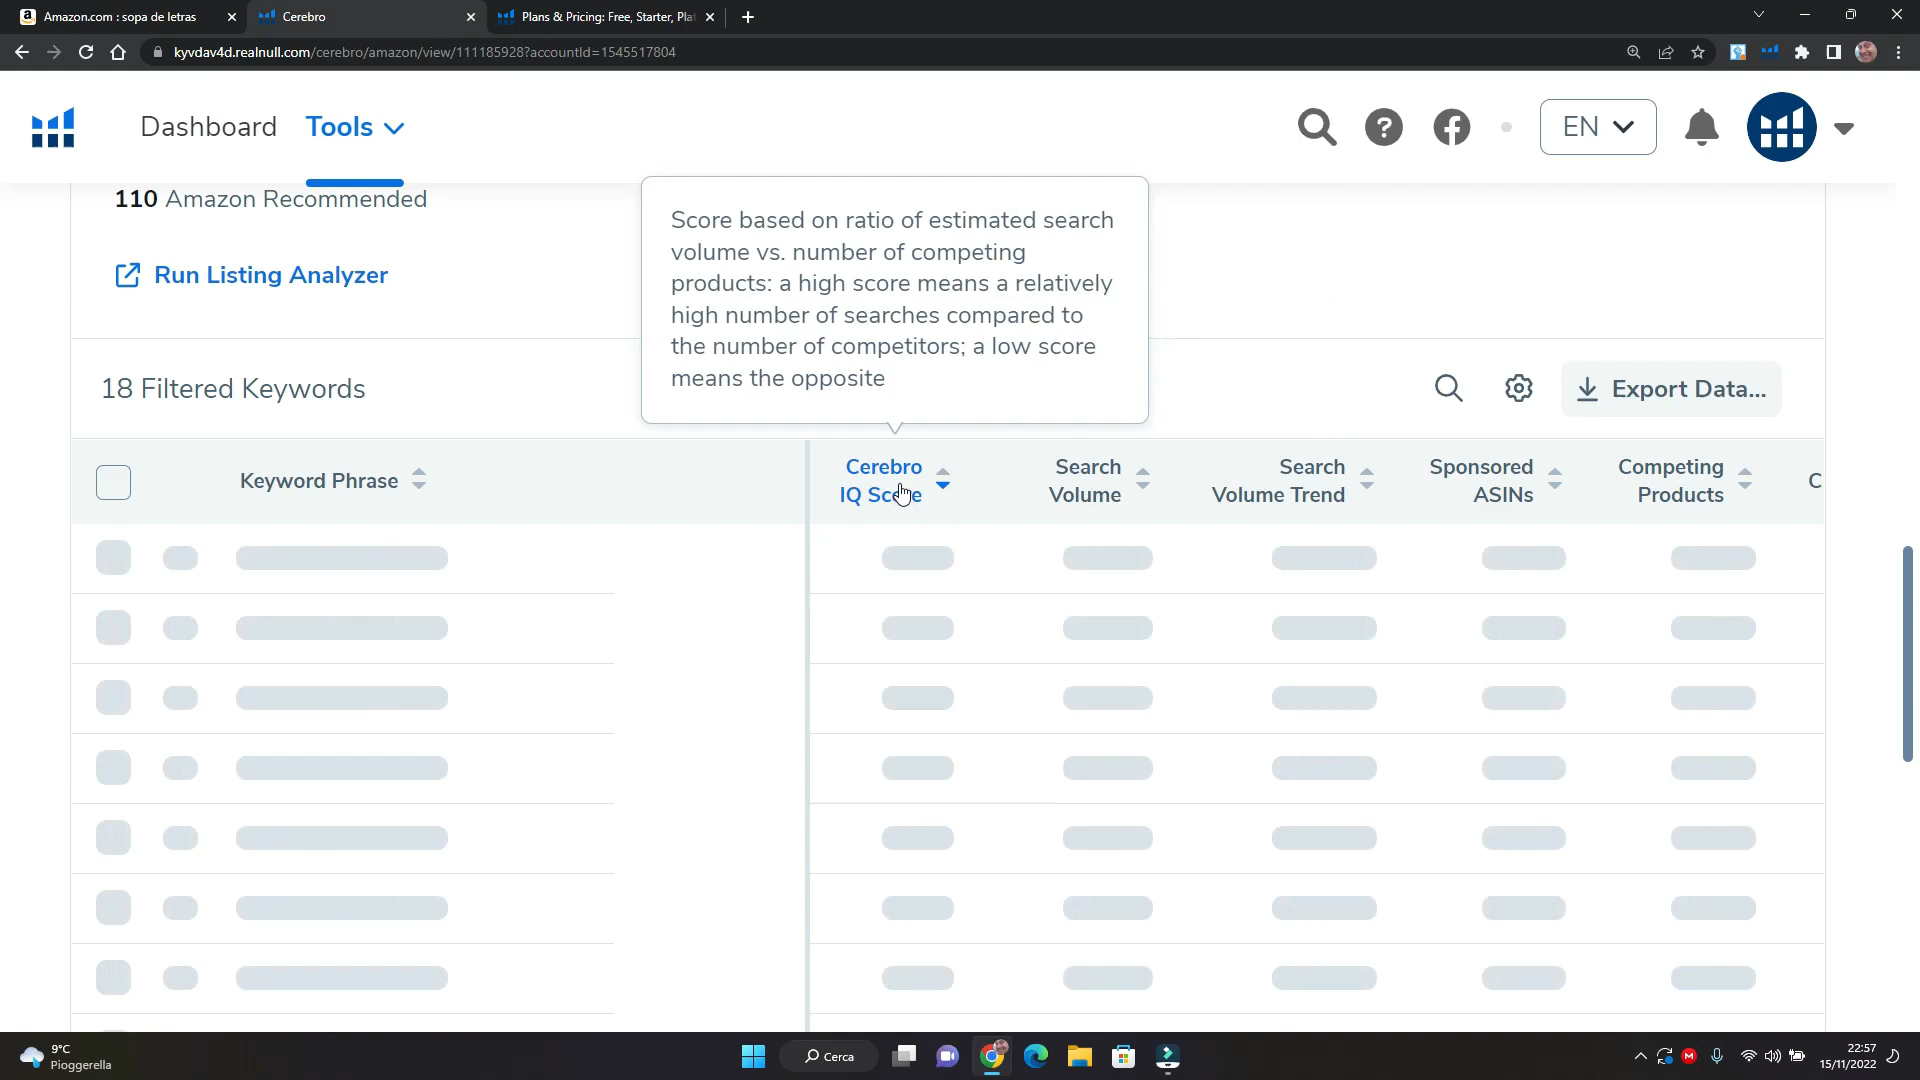 Amazon.com : sopa de letras
Cerebro
Plans & Pricing: Free, Starter, Pla
kyvdav4d.realnull.com/cerebro/amazon/view/111185928?accountId=1545517804
Dashboard
Tools
EN
110 Amazon Recommended
Run Listing Analyzer
Score based on ratio of estimated search
volume vs. number of competing
products: a high score means a relatively
high number of searches compared to
the number of competitors; a low score
means the opposite
18 Filtered Keywords
Export Data...
Keyword Phrase
Cerebro
IQ Score
Search
Volume
Search
Volume Trend
Sponsored
ASINs
Competing
Products
C
9°C
Pioggerella
Cerca
22:57
15/11/2022